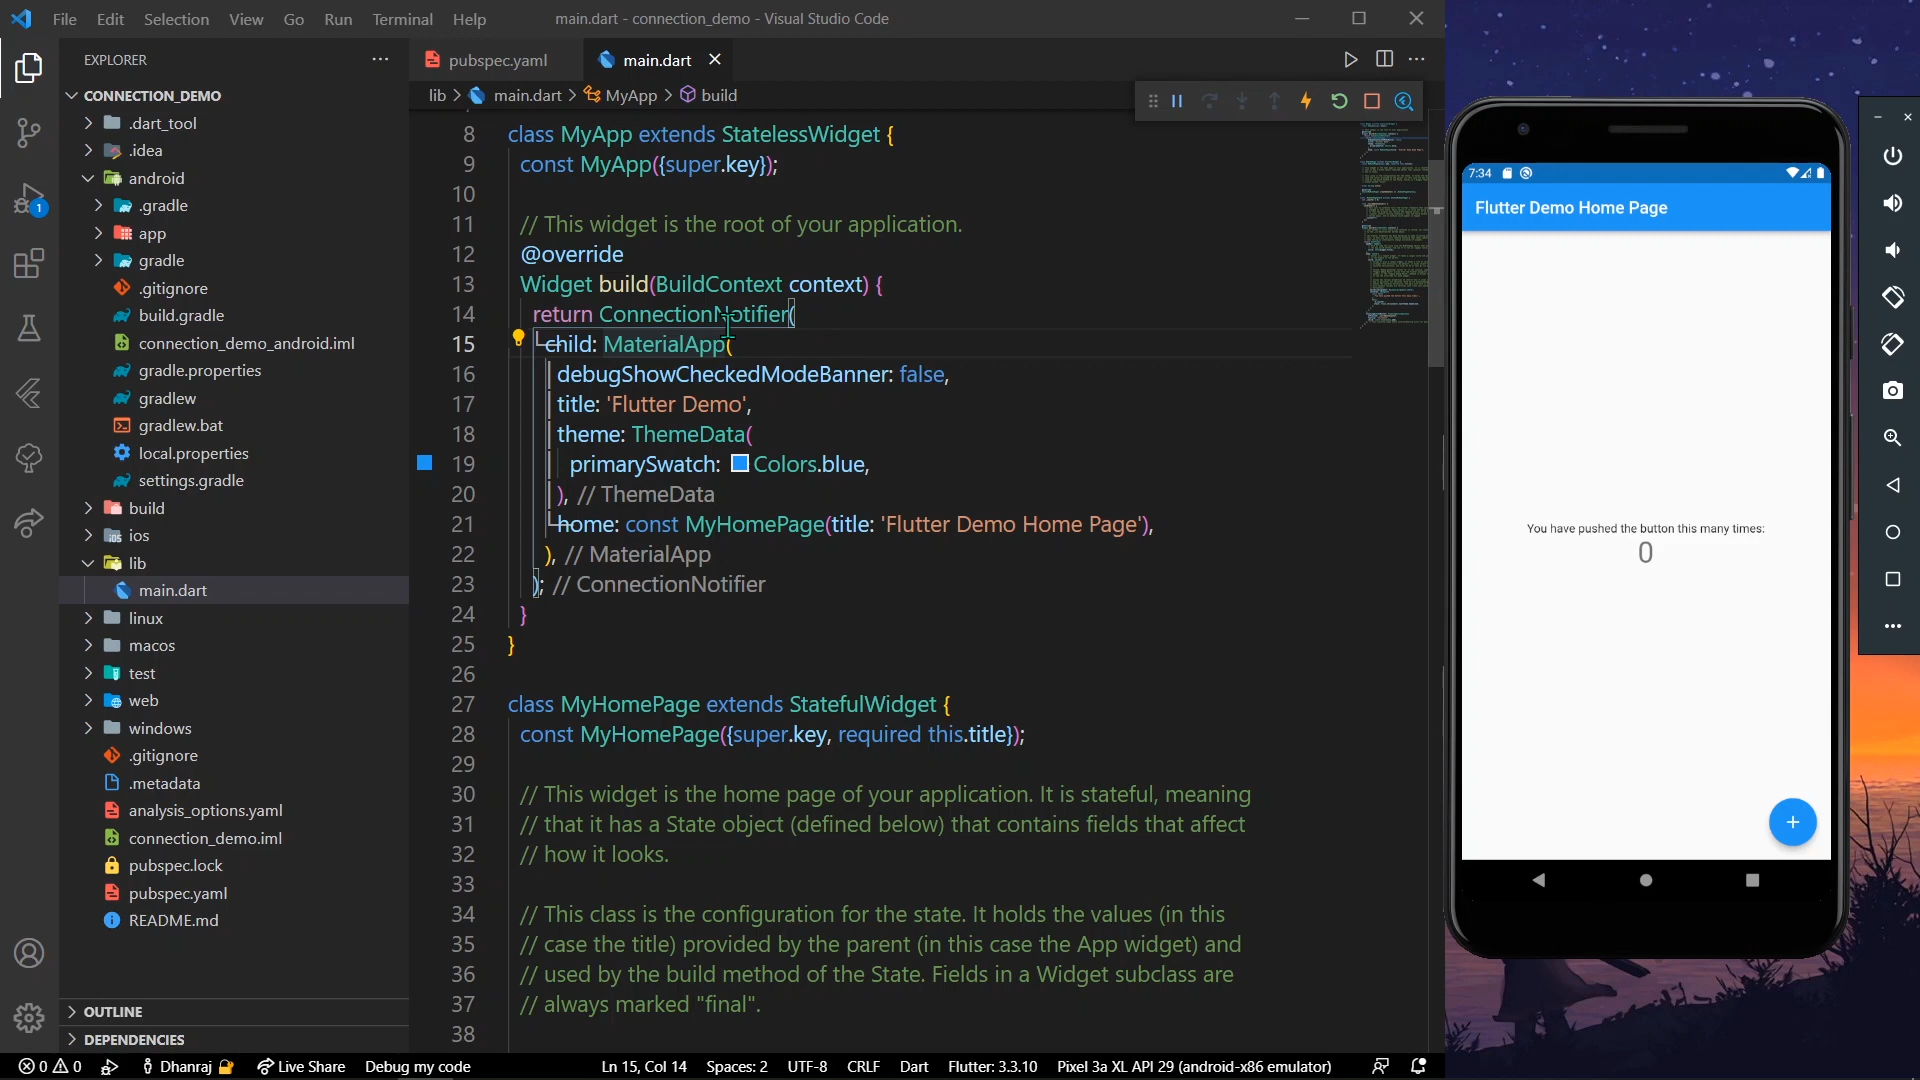 File Edit Selection View Go Run Terminal Help
main.dart - connection_demo - Visual Studio Code
EXPLORER
CONNECTION_DEMO
.dart_tool
.idea
android
.gradle
app
gradle
.gitignore
build.gradle
connection_demo_android.iml
gradle.properties
gradlew
gradlew.bat
local.properties
settings.gradle
build
ios
lib
main.dart
linux
macos
test
web
windows
.gitignore
.metadata
analysis_options.yaml
connection_demo.iml
pubspec.lock
pubspec.yaml
README.md
OUTLINE
DEPENDENCIES
1
pubspec.yaml
main.dart
lib > main.dart > MyApp > build
8 class MyApp extends StatelessWidget {
9 const MyApp({super.key});
10
11 // This widget is the root of your application.
12 @override
13 Widget build(BuildContext context) {
14 return ConnectionNotifier(
15 child: MaterialApp(
16 debugShowCheckedModeBanner: false,
17 title: 'Flutter Demo',
18 theme: ThemeData(
19 primarySwatch: Colors.blue,
20 ), // ThemeData
21 home: const MyHomePage(title: 'Flutter Demo Home Page'),
22 ), // MaterialApp
23 ); // ConnectionNotifier
24 }
25 }
26
27 class MyHomePage extends StatefulWidget {
28 const MyHomePage({super.key, required this.title});
29
30 // This widget is the home page of your application. It is stateful, meaning
31 // that it has a State object (defined below) that contains fields that affect
32 // how it looks.
33
34 // This class is the configuration for the state. It holds the values (in this
35 // case the title) provided by the parent (in this case the App widget) and
36 // used by the build method of the State. Fields in a Widget subclass are
37 // always marked "final".
38
0 0 Dhanraj Live Share Debug my code Ln 15, Col 14 Spaces: 2 UTF-8 CRLF Dart Flutter: 3.3.10 Pixel 3a XL API 29 (android-x86 emulator)
7:34
Flutter Demo Home Page
You have pushed the button this many times:
0